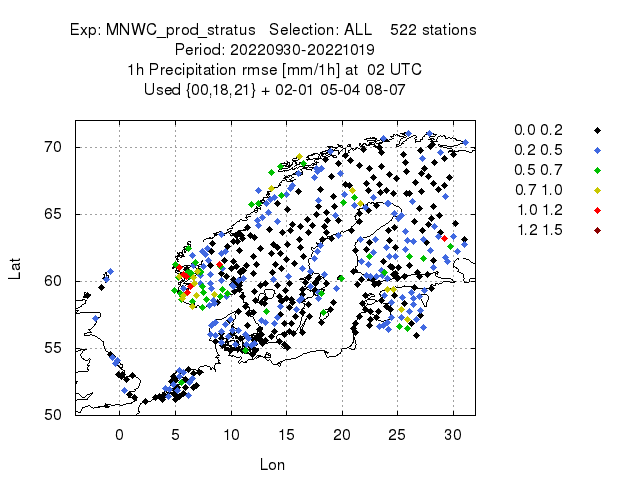 Exp: MNWC_prod_stratus   Selection: ALL    522 stations
Period: 20220930-20221019
1h Precipitation rmse [mm/1h] at  02 UTC
Used {00,18,21} + 02-01 05-04 08-07
0.0 0.2
0.2 0.5
0.5 0.7
0.7 1.0
1.0 1.2
1.2 1.5
Lat
70
65
60
55
50
0 5 10 15 20 25 30
Lon